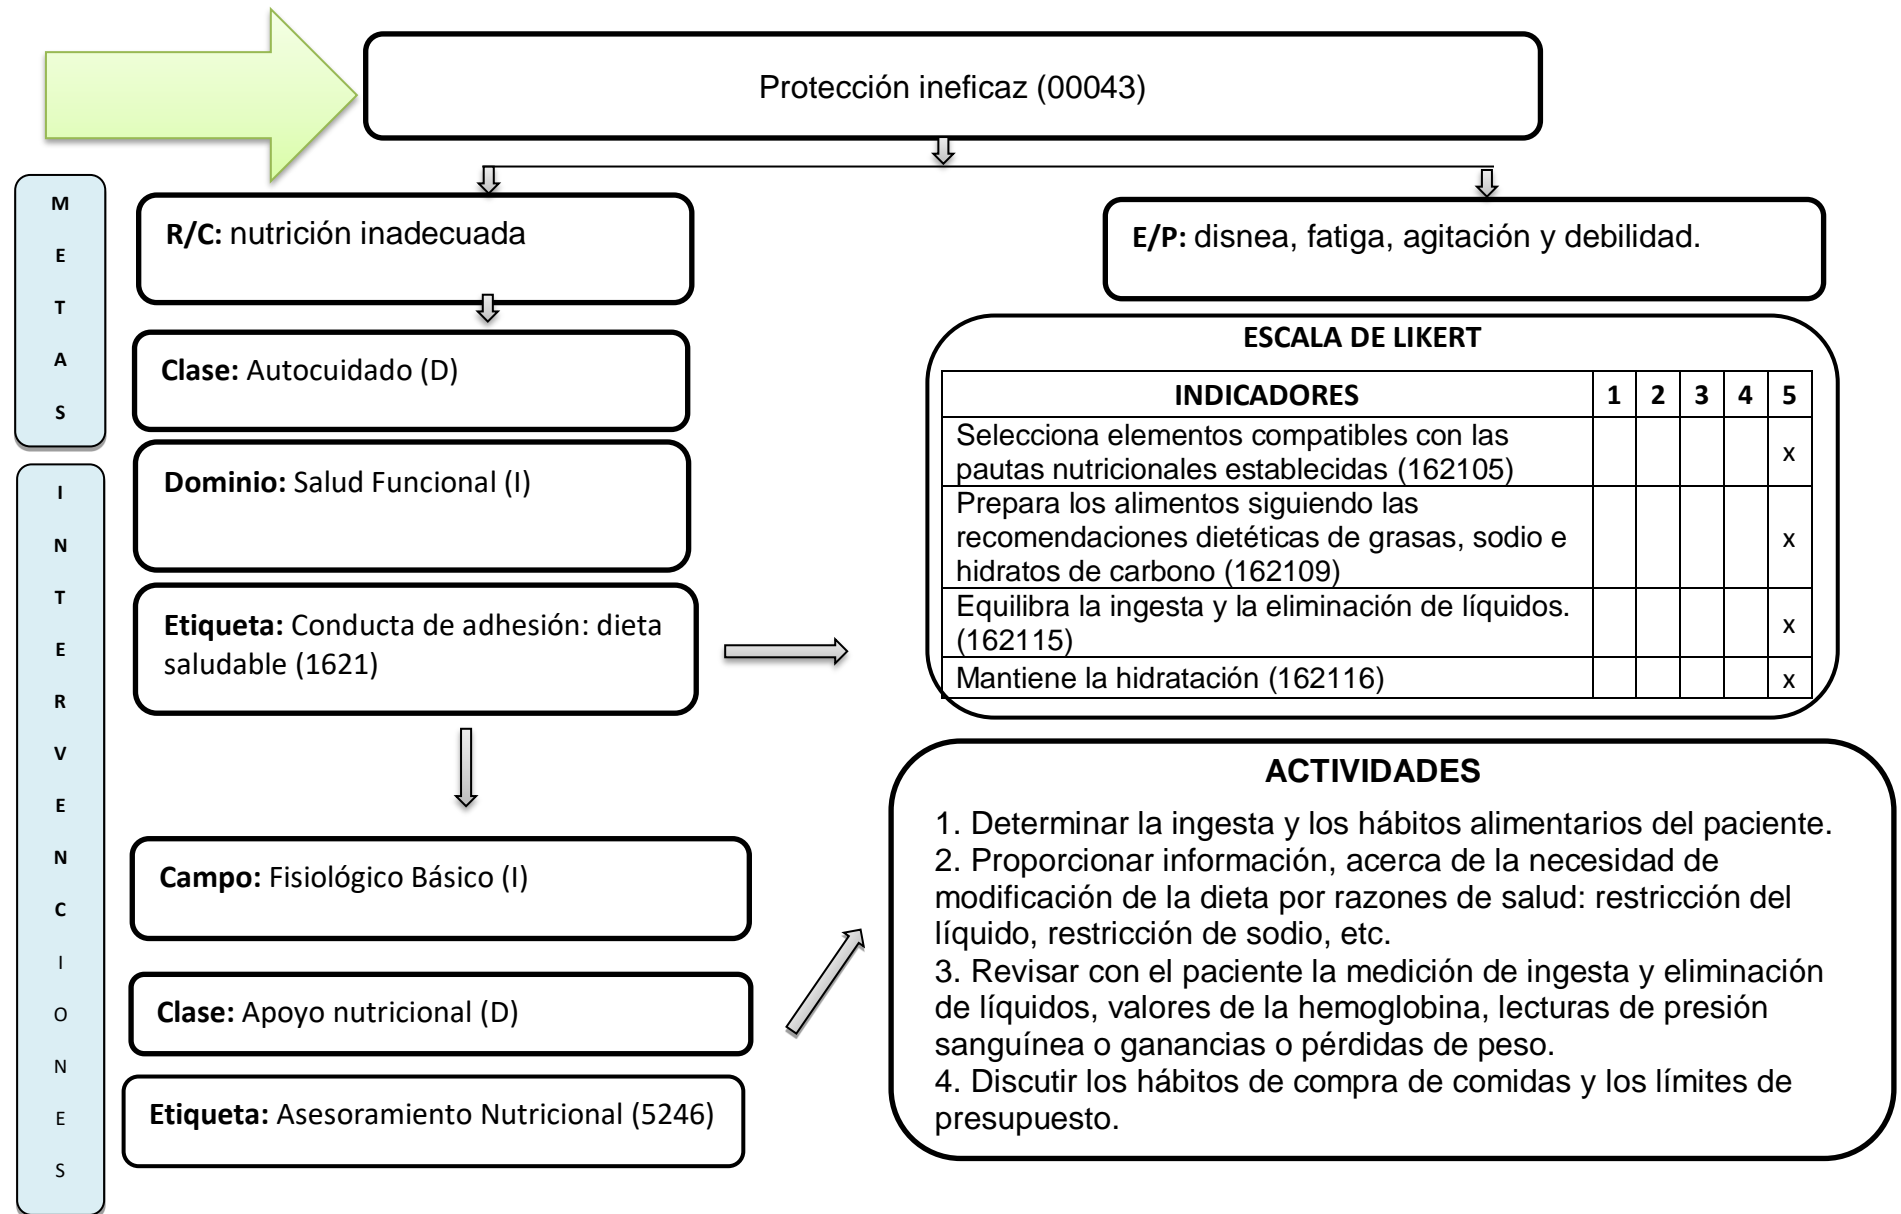 Protección ineficaz (00043)
M
E
T
A
S
R/C: nutrición inadecuada
E/P: disnea, fatiga, agitación y debilidad.
Clase: Autocuidado (D)
Dominio: Salud Funcional (I)
Etiqueta: Conducta de adhesión: dieta
saludable (1621)
ESCALA DE LIKERT
INDICADORES 1 2 3 4 5
Selecciona elementos compatibles con las
pautas nutricionales establecidas (162105) x
Prepara los alimentos siguiendo las
recomendaciones dietéticas de grasas, sodio e
hidratos de carbono (162109) x
Equilibra la ingesta y la eliminación de líquidos.
(162115) x
Mantiene la hidratación (162116) x
I
N
T
E
R
V
E
N
C
I
O
N
E
S
Campo: Fisiológico Básico (I)
Clase: Apoyo nutricional (D)
Etiqueta: Asesoramiento Nutricional (5246)
ACTIVIDADES
1. Determinar la ingesta y los hábitos alimentarios del paciente.
2. Proporcionar información, acerca de la necesidad de
modificación de la dieta por razones de salud: restricción del
líquido, restricción de sodio, etc.
3. Revisar con el paciente la medición de ingesta y eliminación
de líquidos, valores de la hemoglobina, lecturas de presión
sanguínea o ganancias o pérdidas de peso.
4. Discutir los hábitos de compra de comidas y los límites de
presupuesto.